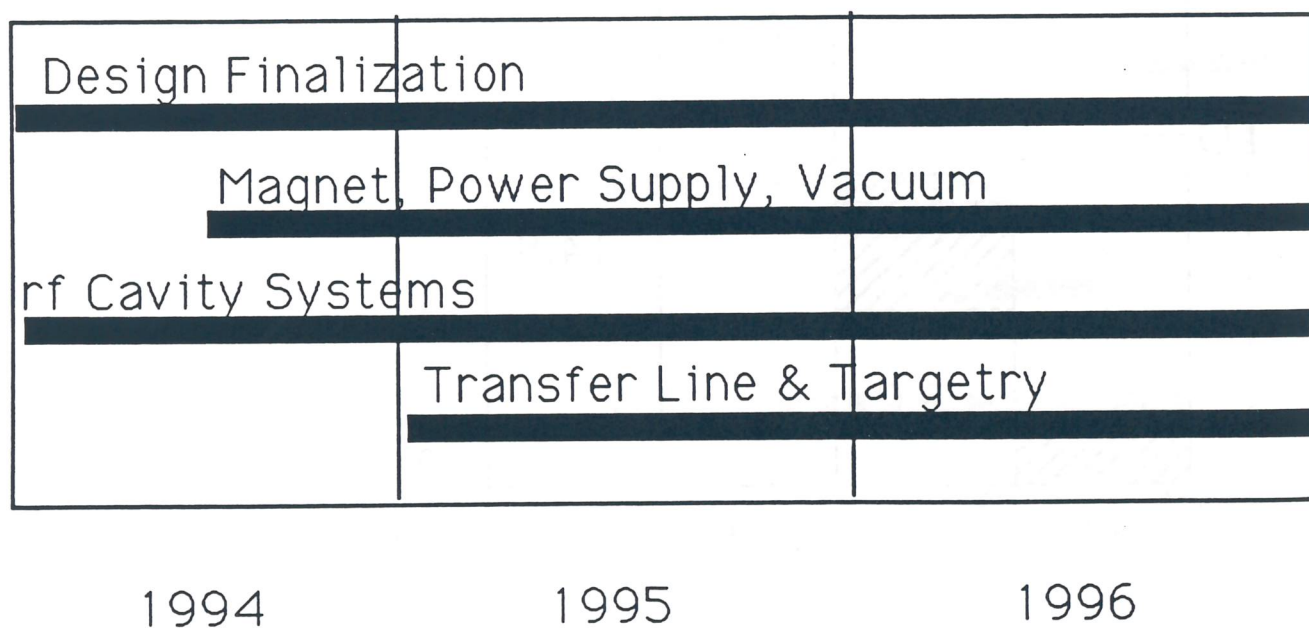 Design Finalization
Magnet, Power Supply, Vacuum
rf Cavity Systems
Transfer Line & Targetry
1994 1995 1996